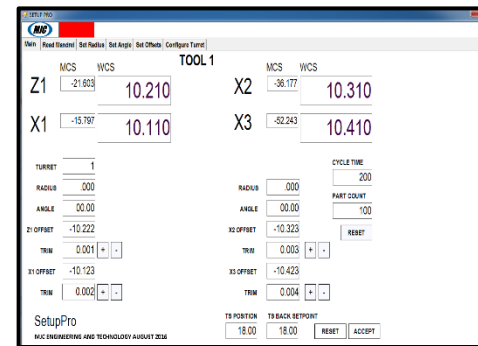 SETUP PRO
MJC
Main Read Mandrel Set Radius Set Angle Set Offsets Configure Turret
TOOL 1
MCS WCS MCS WCS
Z1 -21.603 10.210 X2 -36.177 10.310
X1 -15.797 10.110 X3 -52.243 10.410
CYCLE TIME
TURRET 1 200
RADIUS .000 RADIUS .000 PART COUNT
ANGLE 00.00 ANGLE 00.00 100
Z1 OFFSET -10.222 X2 OFFSET -10.323 RESET
TRIM 0.001 + - TRIM 0.003 + -
X1 OFFSET -10.123 X3 OFFSET -10.423
TRIM 0.002 + - TRIM 0.004 + -
SetupPro TS POSITION TS BACK SETPOINT
MJC ENGINEERING AND TECHNOLOGY AUGUST 2016 18.00 18.00 RESET ACCEPT